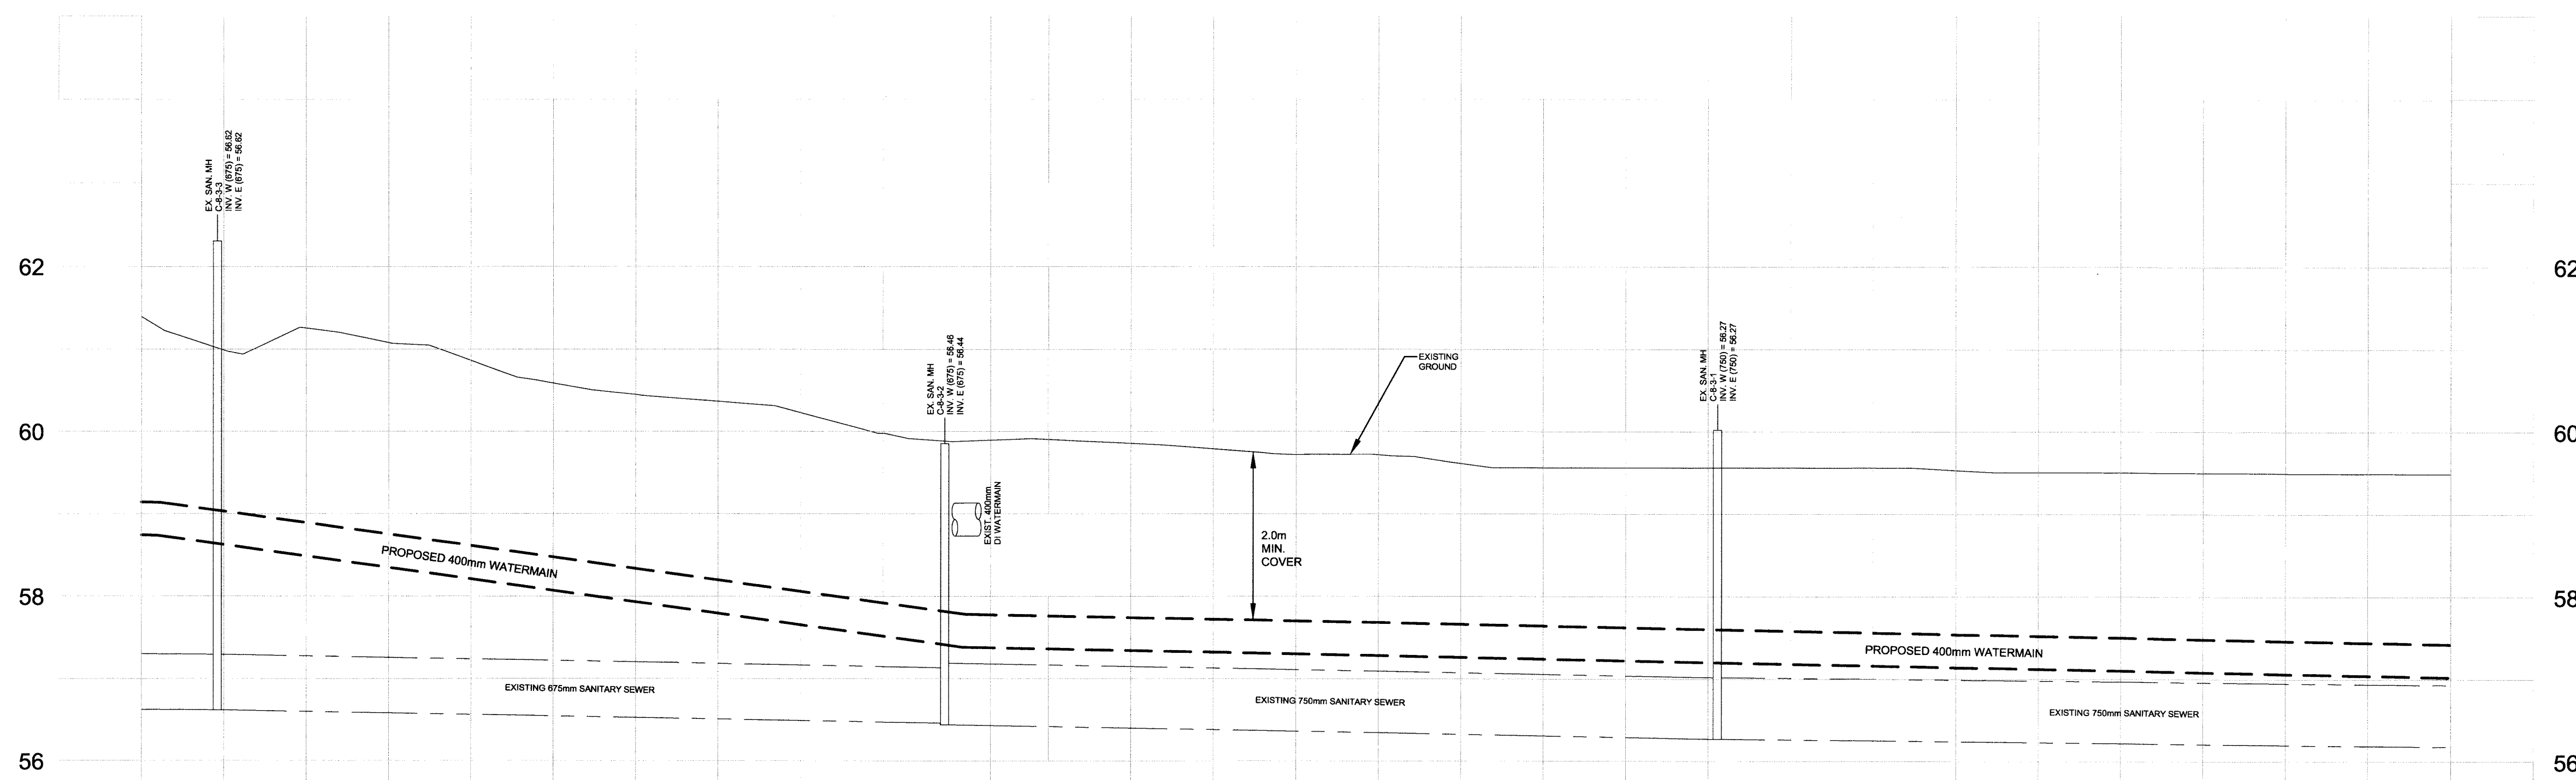 EX. SAN. MH
C-8-3-3
INV. W (675) = 56.62
INV. E (675) = 56.62
62
62
EX. SAN. MH
C-8-3-2
INV. W (675) = 56.46
INV. E (675) = 56.44
EXISTING
GROUND
EX. SAN. MH
C-8-3-1
INV. W (750) = 56.27
INV. E (750) = 56.27
60
60
EXIST. 400mm
DI WATERMAIN
2.0m
MIN.
COVER
PROPOSED 400mm WATERMAIN
58
58
PROPOSED 400mm WATERMAIN
EXISTING 675mm SANITARY SEWER
EXISTING 750mm SANITARY SEWER
EXISTING 750mm SANITARY SEWER
56
56